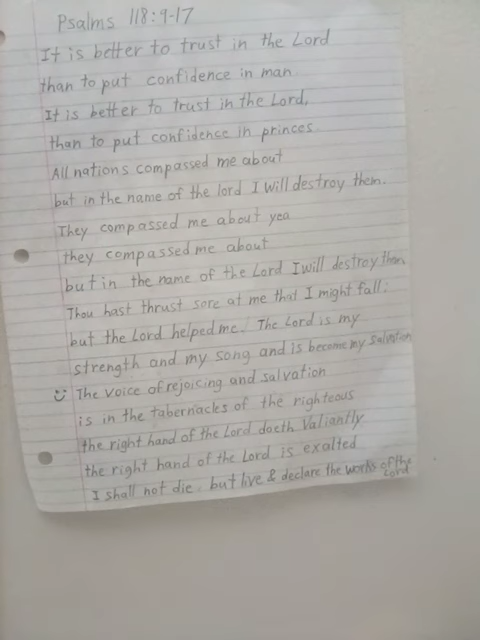 Psalms 118:9-17
It is better to trust in the Lord
than to put confidence in man
It is better to trust in the Lord,
than to put confidence in princes
All nations compassed me about
but in the name of the lord I will destroy them.
They compassed me about yea
they compassed me about
but in the name of the Lord I will destroy them
Thou hast thrust sore at me that I might fall:
but the Lord helped me. The Lord is my
strength and my song and is become my salvation
The voice of rejoicing and salvation
is in the tabernacles of the righteous
the right hand of the Lord doeth Valiantly
the right hand of the Lord is exalted
I shall not die. but live & declare the works of the Lord